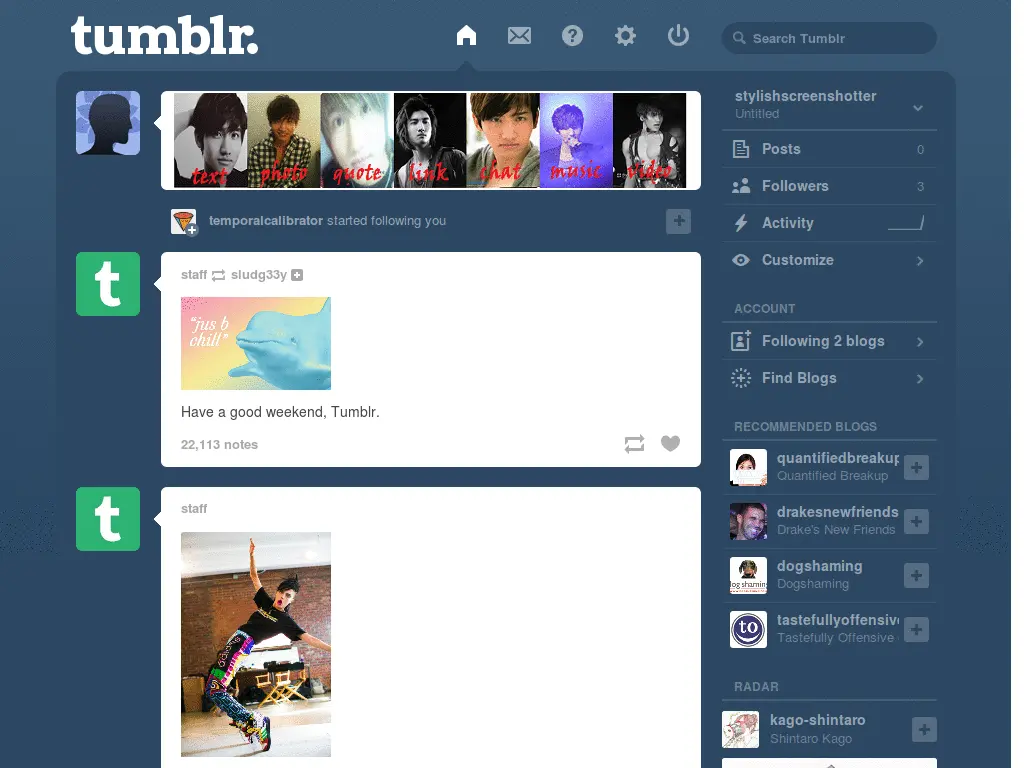 tumblr.
Search Tumblr
text photo quote link chat music video
temporalcalibrator started following you
staff sludg33y
"jus b
chill"
Have a good weekend, Tumblr.
22,113 notes
staff
stylishscreenshotter
Untitled
Posts 0
Followers 3
Activity
Customize
ACCOUNT
Following 2 blogs
Find Blogs
RECOMMENDED BLOGS
quantifiedbreakup
Quantified Breakup
drakesnewfriends
Drake's New Friends
dogshaming
Dogshaming
tastefullyoffensiv
Tastefully Offensive
to
RADAR
kago-shintaro
Shintaro Kago